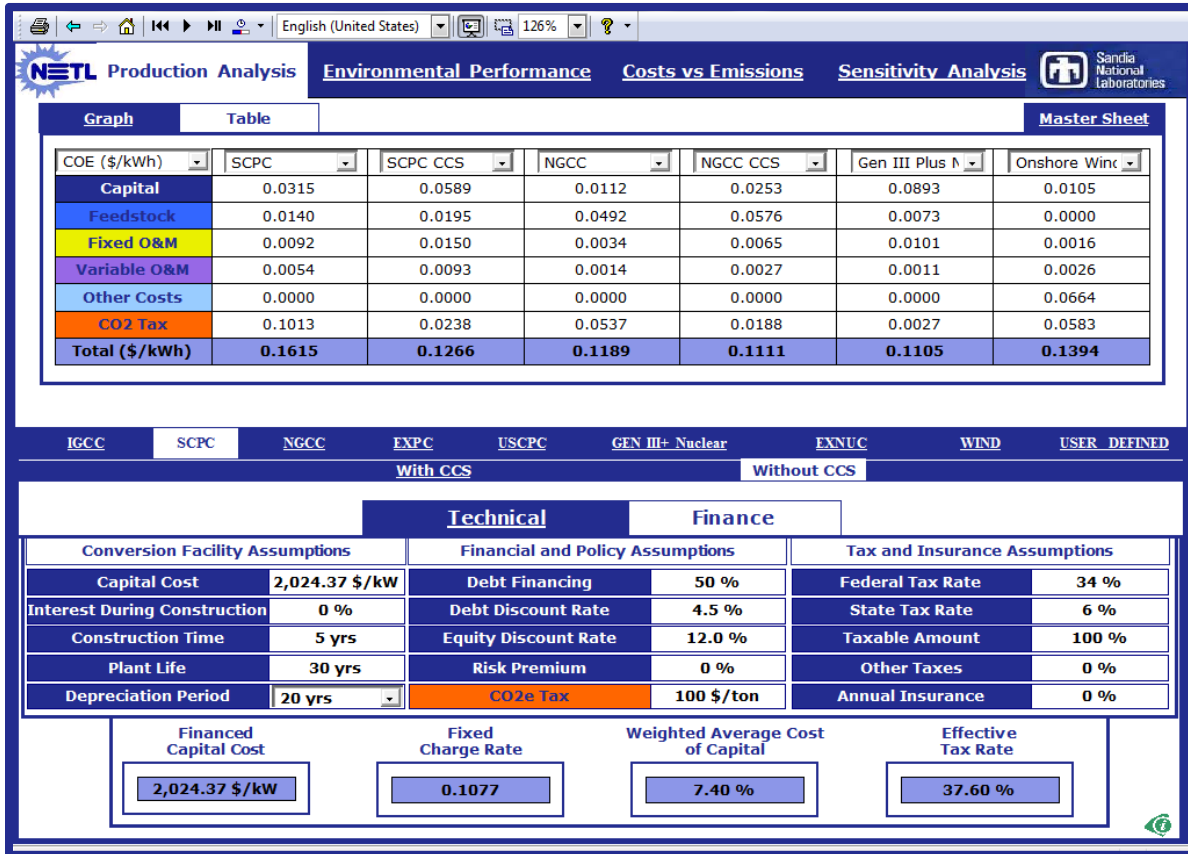 English (United States) 126%
NETL Production Analysis Environmental Performance Costs vs Emissions Sensitivity Analysis Sandia National Laboratories
Graph Table Master Sheet
COE ($/kWh) SCPC SCPC CCS NGCC NGCC CCS Gen III Plus N Onshore Winc
Capital 0.0315 0.0589 0.0112 0.0253 0.0893 0.0105
Feedstock 0.0140 0.0195 0.0492 0.0576 0.0073 0.0000
Fixed O&M 0.0092 0.0150 0.0034 0.0065 0.0101 0.0016
Variable O&M 0.0054 0.0093 0.0014 0.0027 0.0011 0.0026
Other Costs 0.0000 0.0000 0.0000 0.0000 0.0000 0.0664
CO2 Tax 0.1013 0.0238 0.0537 0.0188 0.0027 0.0583
Total ($/kWh) 0.1615 0.1266 0.1189 0.1111 0.1105 0.1394
IGCC SCPC NGCC EXPC USCPC GEN III+ Nuclear EXNUC WIND USER DEFINED
With CCS Without CCS
Technical Finance
Conversion Facility Assumptions Financial and Policy Assumptions Tax and Insurance Assumptions
Capital Cost 2,024.37 $/kW Debt Financing 50 % Federal Tax Rate 34 %
Interest During Construction 0 % Debt Discount Rate 4.5 % State Tax Rate 6 %
Construction Time 5 yrs Equity Discount Rate 12.0 % Taxable Amount 100 %
Plant Life 30 yrs Risk Premium 0 % Other Taxes 0 %
Depreciation Period 20 yrs CO2e Tax 100 $/ton Annual Insurance 0 %
Financed Fixed Weighted Average Cost Effective
Capital Cost Charge Rate of Capital Tax Rate
2,024.37 $/kW 0.1077 7.40 % 37.60 %